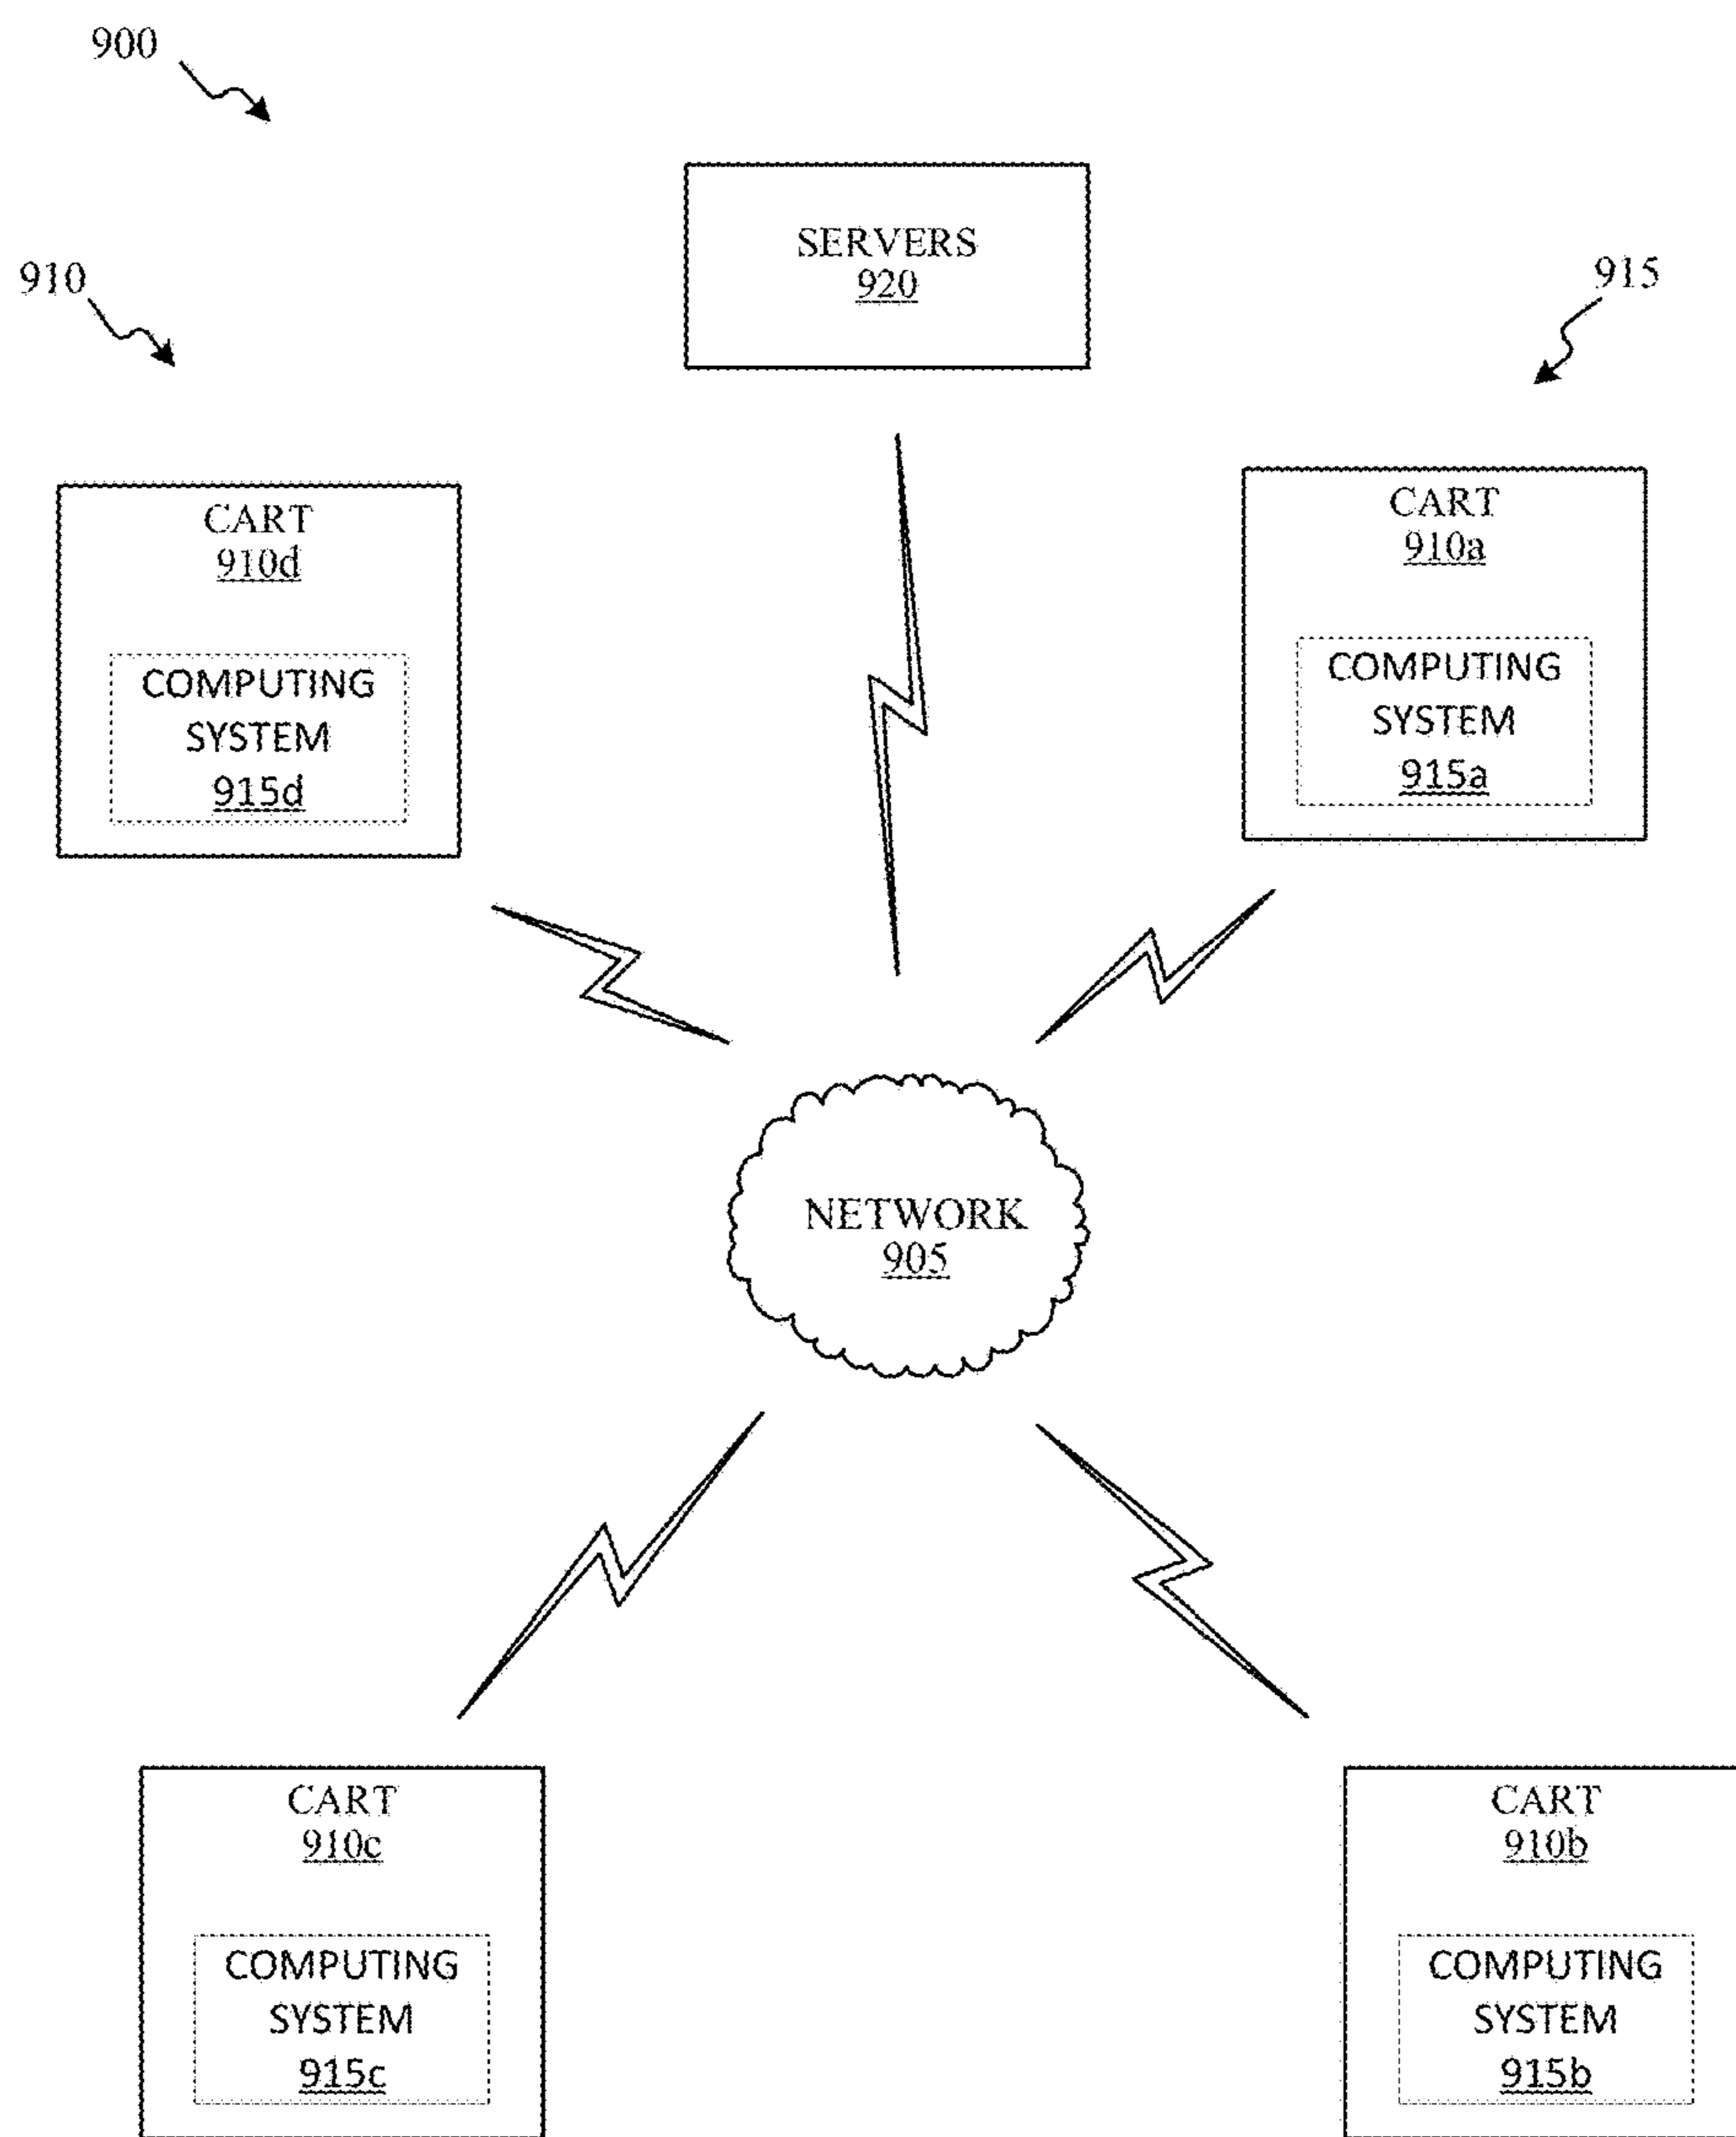 900
SERVERS
920
910
915
CART
910d
COMPUTING
SYSTEM
915d
CART
910a
COMPUTING
SYSTEM
915a
NETWORK
905
CART
910c
COMPUTING
SYSTEM
915c
CART
910b
COMPUTING
SYSTEM
915b